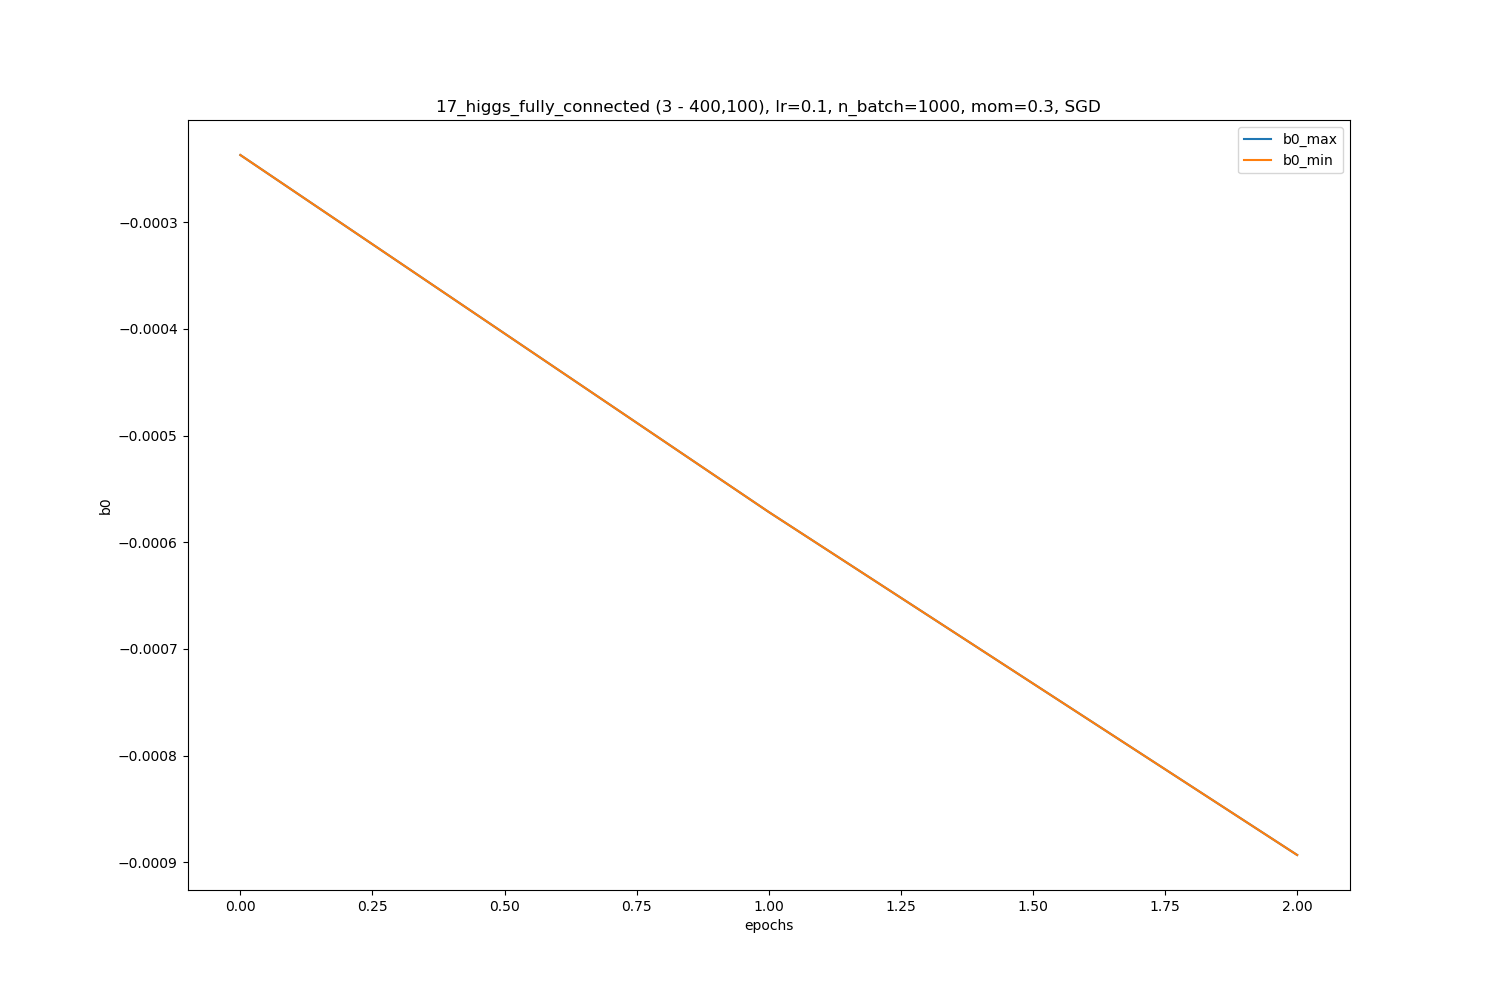 17_higgs_fully_connected (3 - 400,100), lr=0.1, n_batch=1000, mom=0.3, SGD
b0_max
b0_min
−0.0003
−0.0004
−0.0005
−0.0006
−0.0007
−0.0008
−0.0009
b0
0.00 0.25 0.50 0.75 1.00 1.25 1.50 1.75 2.00
epochs